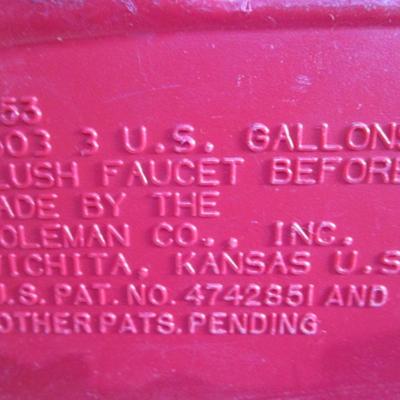 53
503 3 U.S. GALLONS
LUSH FAUCET BEFORE
ADE BY THE
OLEMAN CO., INC.
ICHITA, KANSAS U.S
U.S. PAT. NO. 4742851 AND
OTHER PATS. PENDING